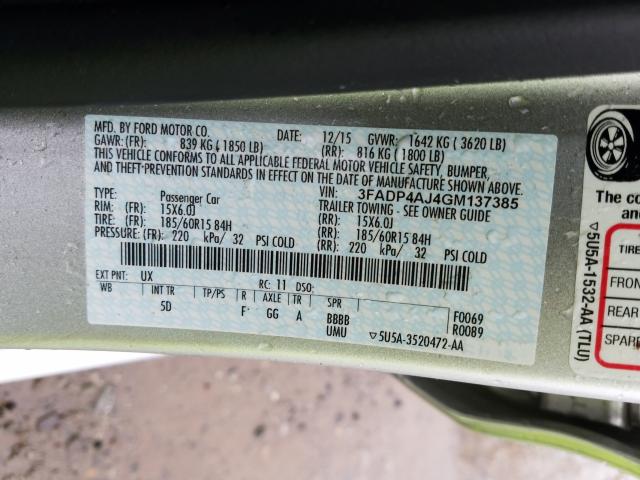 MFD. BY FORD MOTOR CO. DATE: 12/15 GVWR: 1642 KG ( 3620 LB)
GAWR: (FR): 839 KG ( 1850 LB) (RR): 816 KG ( 1800 LB)
THIS VEHICLE CONFORMS TO ALL APPLICABLE FEDERAL MOTOR VEHICLE SAFETY, BUMPER,
AND THEFT-PREVENTION STANDARDS IN EFFECT ON THE DATE OF MANUFACTURE SHOWN ABOVE.
VIN: 3FADP4AJ4GM137385
TYPE: Passenger Car TRAILER TOWING - SEE OWNER GUIDE
RIM: (FR): 15X6.0J (RR): 15X6.0J
TIRE: (FR): 185/60R15 84H (RR): 185/60R15 84H
PRESSURE: (FR): 220 kPa/ 32 PSI COLD (RR): 220 kPa/ 32 PSI COLD
EXT PNT: UX RC: 11 DSO:
WB INT TR TP/PS R AXLE TR SPR
5D F GG A BBBB F0069
UMU R0089
▽5U5A-3520472-AA
▽5U5A-1532-AA (TLU)
TIRE
FRONT
REAR
SPARE